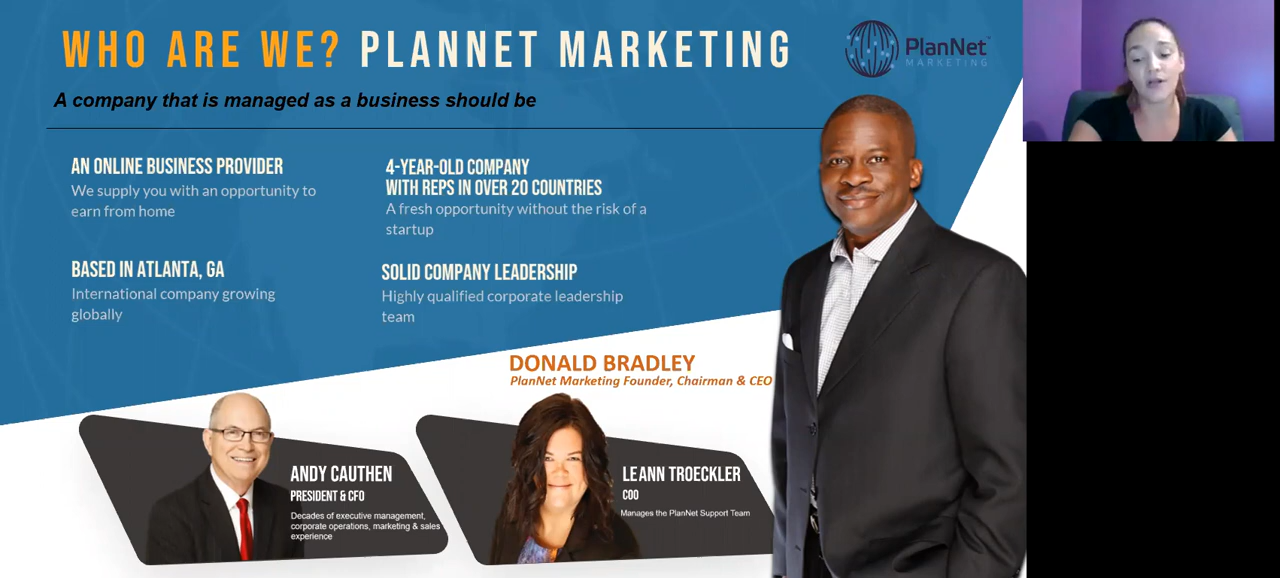 WHO ARE WE? PLANNET MARKETING
PlanNet
MARKETING
A company that is managed as a business should be
AN ONLINE BUSINESS PROVIDER
We supply you with an opportunity to
earn from home
4-YEAR-OLD COMPANY
WITH REPS IN OVER 20 COUNTRIES
A fresh opportunity without the risk of a
startup
BASED IN ATLANTA, GA
International company growing
globally
SOLID COMPANY LEADERSHIP
Highly qualified corporate leadership
team
DONALD BRADLEY
PlanNet Marketing Founder, Chairman & CEO
ANDY CAUTHEN
PRESIDENT & CFO
Decades of executive management,
corporate operations, marketing & sales
experience
LEANN TROECKLER
COO
Manages the PlanNet Support Team